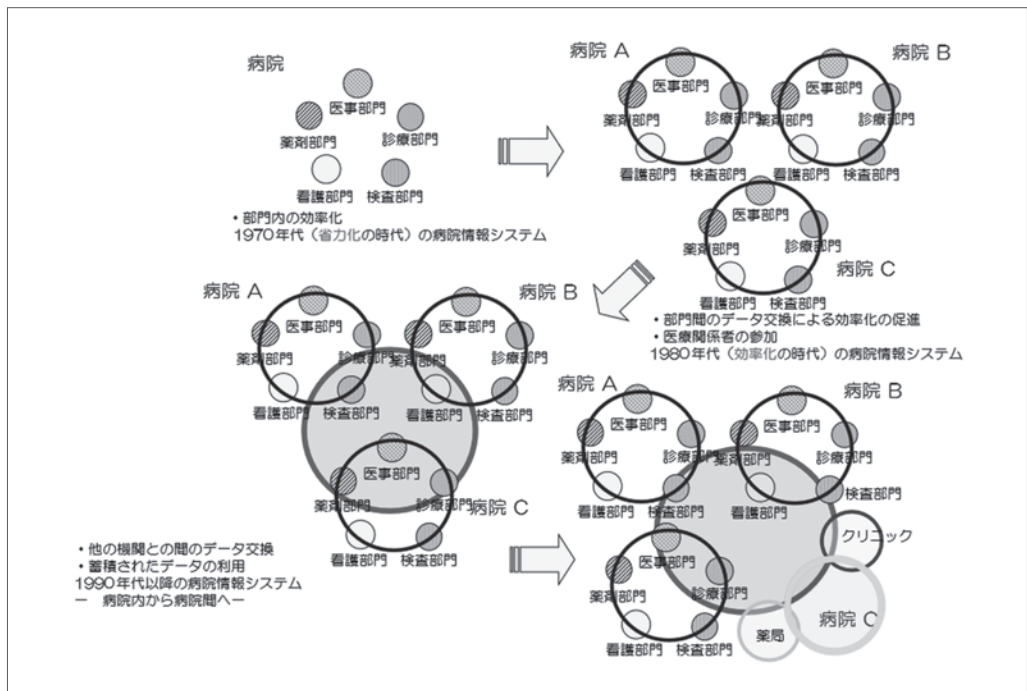 病院
医事部門
薬剤部門
診療部門
看護部門
検査部門
・部門内の効率化
1970年代（省力化の時代）の病院情報システム
病院 A
医事部門
薬剤部門
診療部門
看護部門
検査部門
病院 B
医事部門
薬剤部門
診療部門
看護部門
検査部門
医事部門
薬剤部門
診療部門
病院 C
看護部門
検査部門
・部門間のデータ交換による効率化の促進
・医療関係者の参加
1980年代（効率化の時代）の病院情報システム
病院 A
医事部門
薬剤部門
診療部門
看護部門
検査部門
病院 B
医事部門
薬剤部門
診療部門
看護部門
検査部門
医事部門
薬剤部門
診療部門
病院 C
看護部門
検査部門
・他の機関との間のデータ交換
・蓄積されたデータの利用
1990年代以降の病院情報システム
－ 病院内から病院間へ－
病院 A
医事部門
薬剤部門
診療部門
看護部門
検査部門
病院 B
医事部門
薬剤部門
診療部門
看護部門
検査部門
クリニック
医事部門
薬剤部門
診療部門
看護部門
検査部門
病院 C
薬局